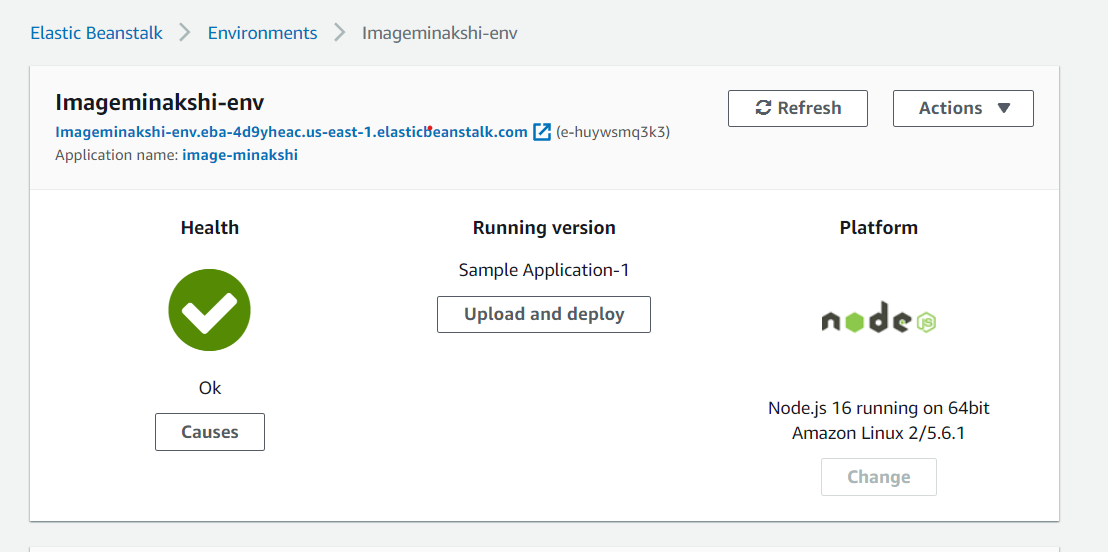 Elastic Beanstalk > Environments > Imageminakshi-env
Imageminakshi-env
Refresh
Actions
Imageminakshi-env.eba-4d9yheac.us-east-1.elasticbeanstalk.com (e-huywsmq3k3)
Application name: image-minakshi
Health
Ok
Causes
Running version
Sample Application-1
Upload and deploy
Platform
node
JS
Node.js 16 running on 64bit
Amazon Linux 2/5.6.1
Change